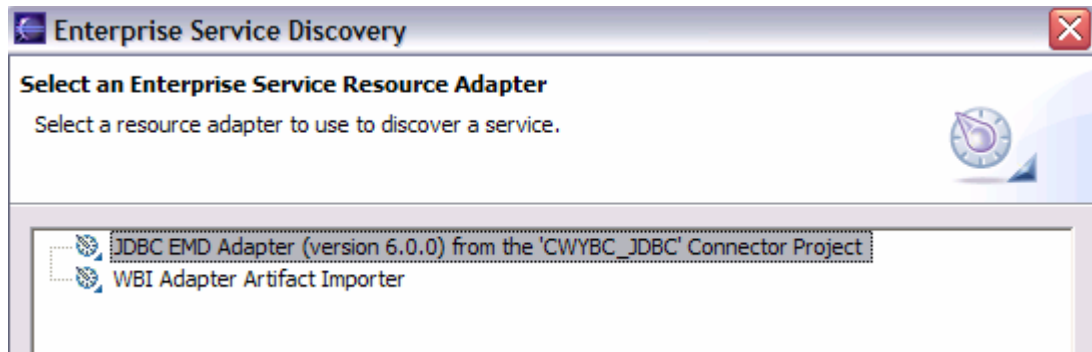 Enterprise Service Discovery
Select an Enterprise Service Resource Adapter
Select a resource adapter to use to discover a service.
JDBC EMD Adapter (version 6.0.0) from the 'CWYBC_JDBC' Connector Project
WBI Adapter Artifact Importer